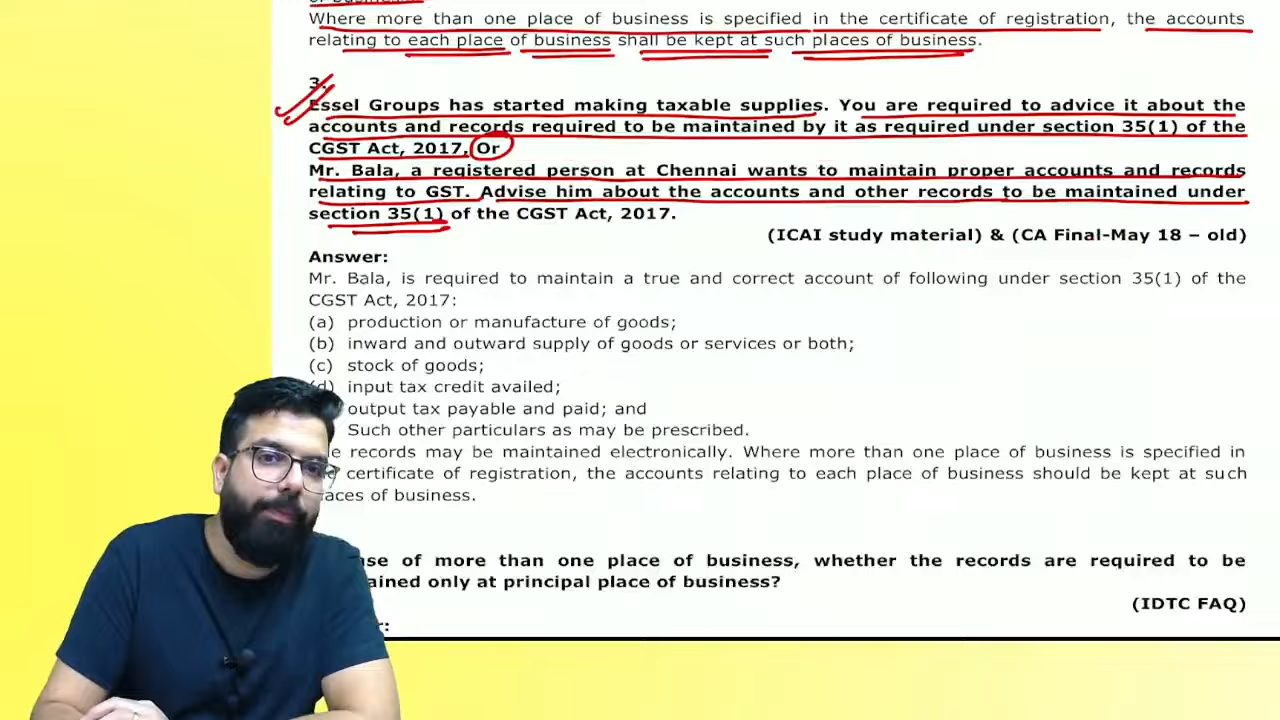 Where more than one place of business is specified in the certificate of registration, the accounts
relating to each place of business shall be kept at such places of business.
3.
Essel Groups has started making taxable supplies. You are required to advice it about the
accounts and records required to be maintained by it as required under section 35(1) of the
CGST Act, 2017. Or
Mr. Bala, a registered person at Chennai wants to maintain proper accounts and records
relating to GST. Advise him about the accounts and other records to be maintained under
section 35(1) of the CGST Act, 2017.
(ICAI study material) & (CA Final-May 18 – old)
Answer:
Mr. Bala, is required to maintain a true and correct account of following under section 35(1) of the
CGST Act, 2017:
(a) production or manufacture of goods;
(b) inward and outward supply of goods or services or both;
(c) stock of goods;
(d) input tax credit availed;
output tax payable and paid; and
Such other particulars as may be prescribed.
records may be maintained electronically. Where more than one place of business is specified in
certificate of registration, the accounts relating to each place of business should be kept at such
of business.
of more than one place of business, whether the records are required to be
only at principal place of business?
(IDTC FAQ)